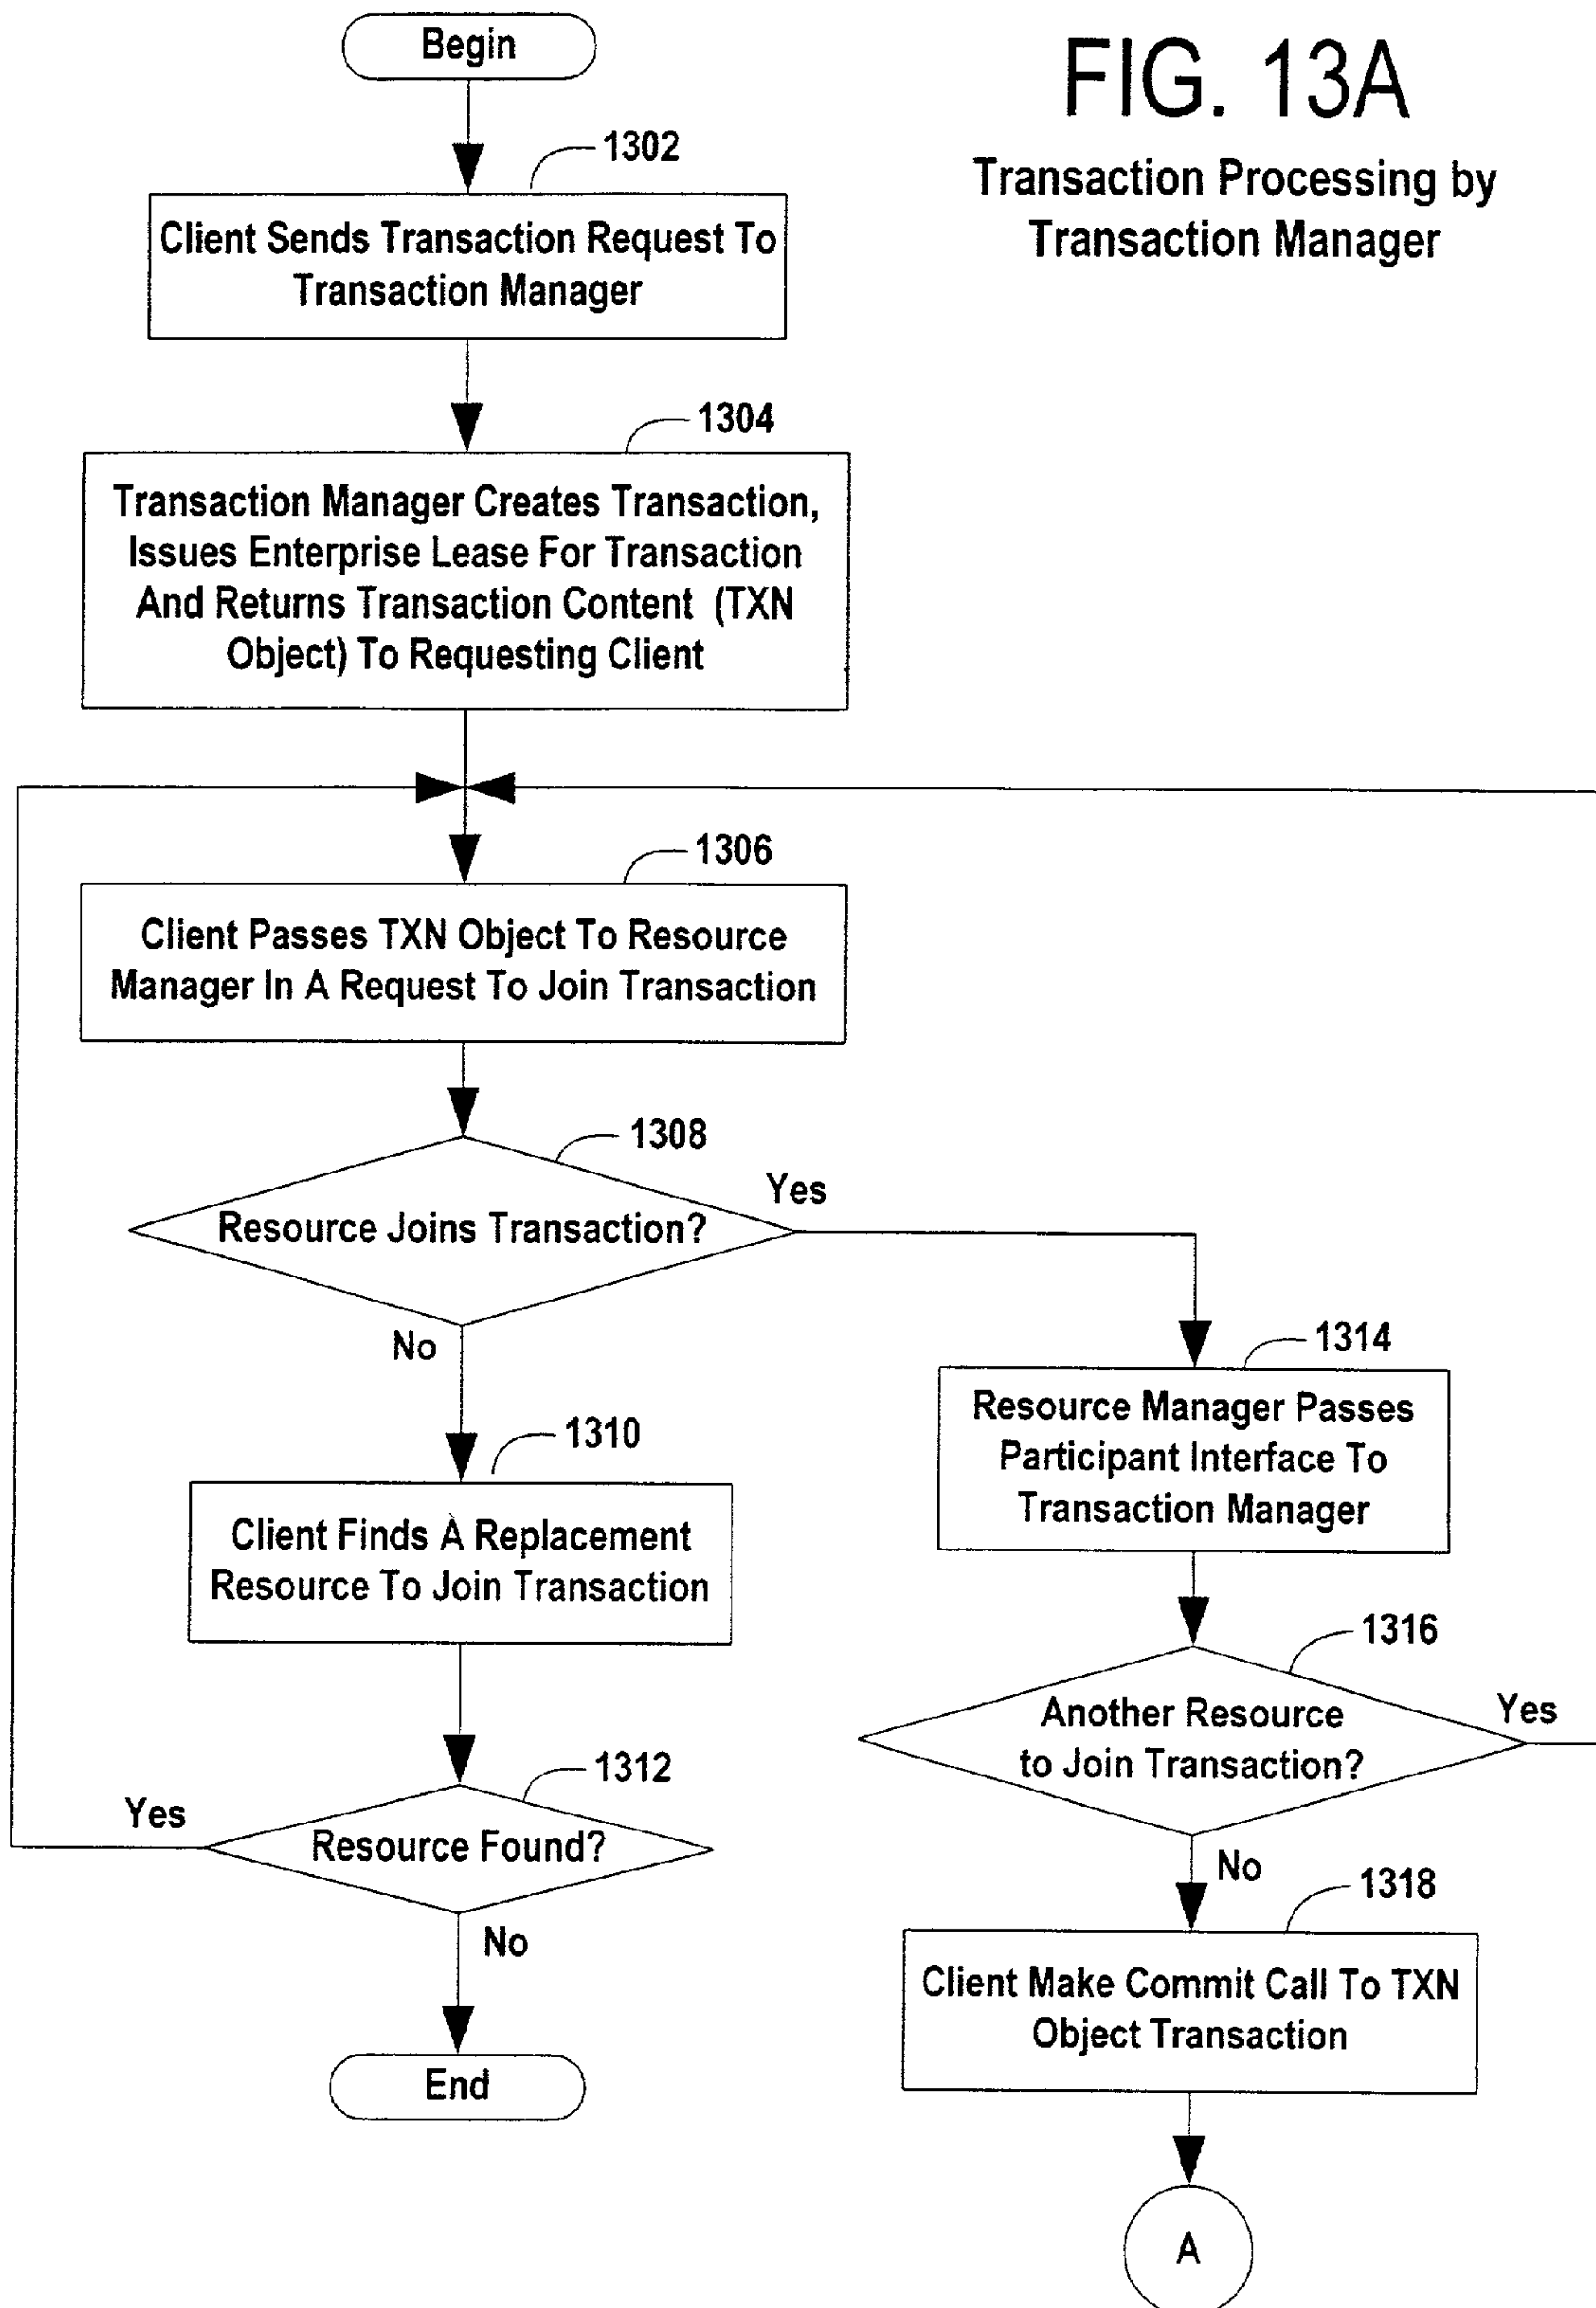 Begin
FIG. 13A
Transaction Processing by
Transaction Manager
1302
Client Sends Transaction Request To
Transaction Manager
1304
Transaction Manager Creates Transaction,
Issues Enterprise Lease For Transaction
And Returns Transaction Content (TXN
Object) To Requesting Client
1306
Client Passes TXN Object To Resource
Manager In A Request To Join Transaction
1308
Resource Joins Transaction?
Yes
No
1310
Client Finds A Replacement
Resource To Join Transaction
1312
Resource Found?
Yes
No
End
1314
Resource Manager Passes
Participant Interface To
Transaction Manager
1316
Another Resource
to Join Transaction?
Yes
No
1318
Client Make Commit Call To TXN
Object Transaction
A